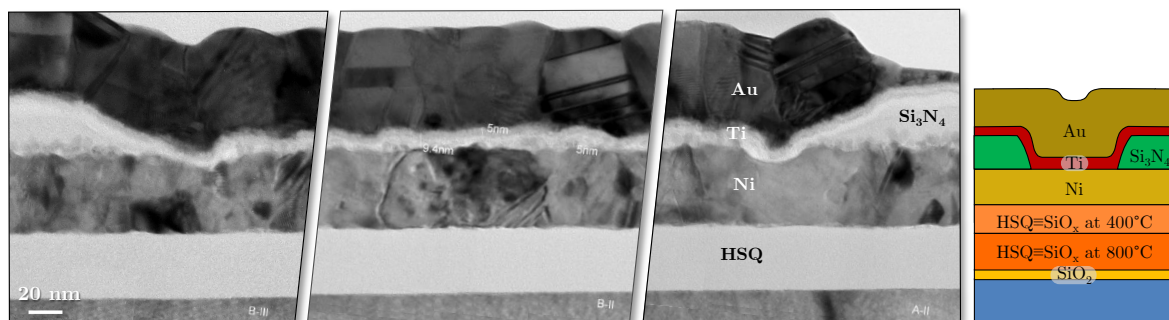 Au
Si₃N₄
Ti
5nm
9.4nm
5nm
Ni
HSQ
20 nm
B-III
B-II
A-II
Au
Ti
Si₃N₄
Ni
HSQ≡SiOₓ at 400°C
HSQ≡SiOₓ at 800°C
SiO₂